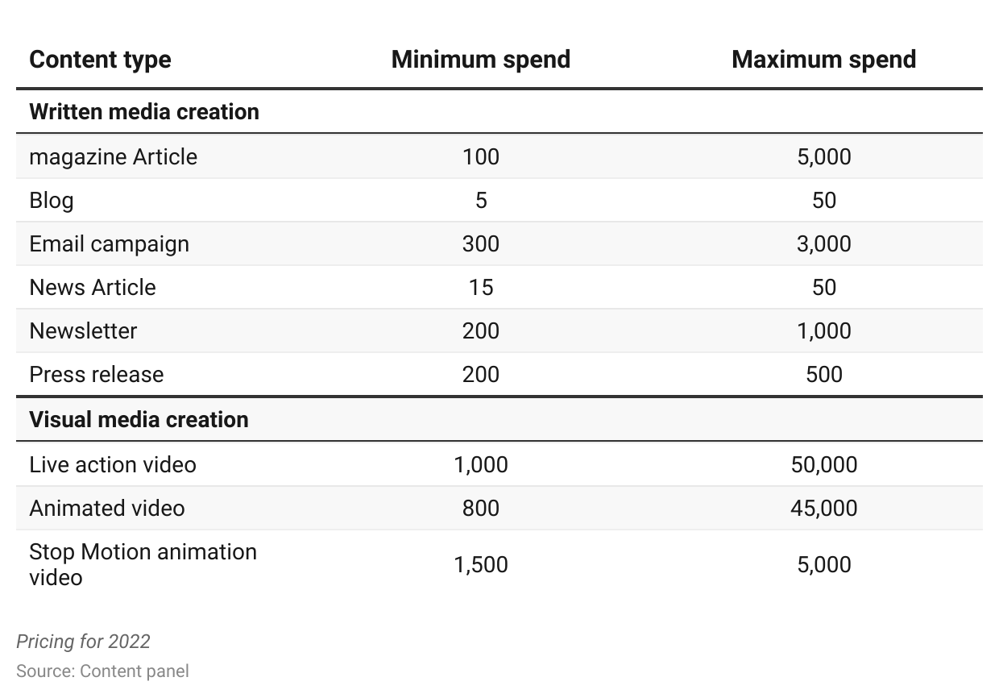 Content type Minimum spend Maximum spend
Written media creation
magazine Article 100 5,000
Blog 5 50
Email campaign 300 3,000
News Article 15 50
Newsletter 200 1,000
Press release 200 500
Visual media creation
Live action video 1,000 50,000
Animated video 800 45,000
Stop Motion animation
video 1,500 5,000
Pricing for 2022
Source: Content panel